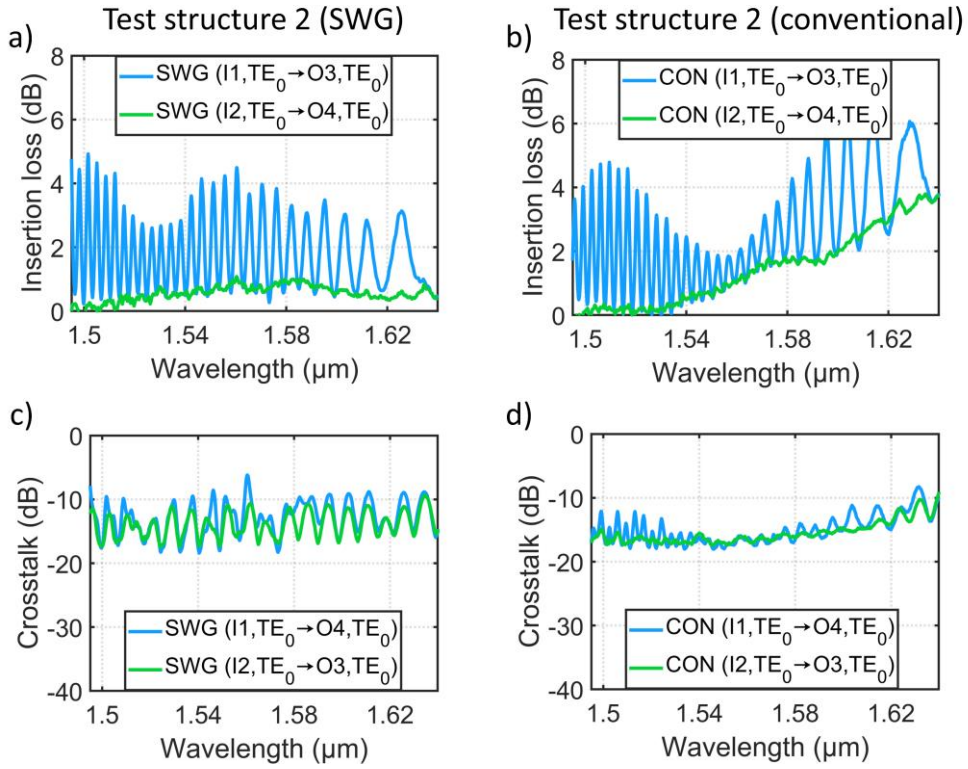 Test structure 2 (SWG)
Test structure 2 (conventional)
a)
SWG (I1,TE₀→O3,TE₀)
SWG (I2,TE₀→O4,TE₀)
Insertion loss (dB)
8
6
4
2
0
1.5
1.54
1.58
1.62
Wavelength (µm)
b)
CON (I1,TE₀→O3,TE₀)
CON (I2,TE₀→O4,TE₀)
Insertion loss (dB)
8
6
4
2
0
1.5
1.54
1.58
1.62
Wavelength (µm)
c)
Crosstalk (dB)
0
-10
-20
-30
-40
SWG (I1,TE₀→O4,TE₀)
SWG (I2,TE₀→O3,TE₀)
1.5
1.54
1.58
1.62
Wavelength (µm)
d)
Crosstalk (dB)
0
-10
-20
-30
-40
CON (I1,TE₀→O4,TE₀)
CON (I2,TE₀→O3,TE₀)
1.5
1.54
1.58
1.62
Wavelength (µm)